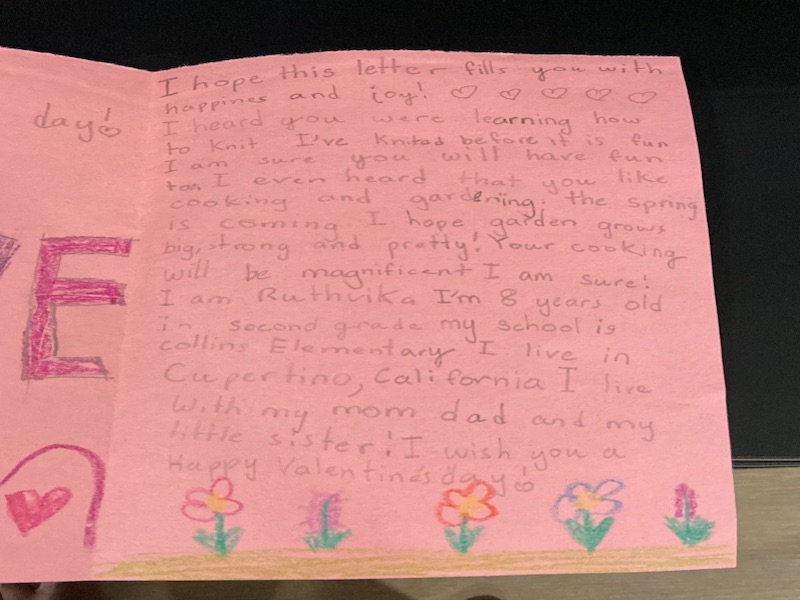 day!
E
I hope this letter fills you with
happines and joy! ♡ ♡ ♡ ♡ ♡
I heard you were learning how
to knit I've knited before it is fun
I am sure you will have fun
too. I even heard that you like
cooking and gardening. the spring
is coming I hope garden grows
big, strong and pretty! Your cooking
will be magnificant I am sure!
I am Ruthvika I'm 8 years old
in second grade my school is
collins Elementary I live in
Cupertino, California I live
with my mom dad and my
little sister! I wish you a
Happy Valentine's day!